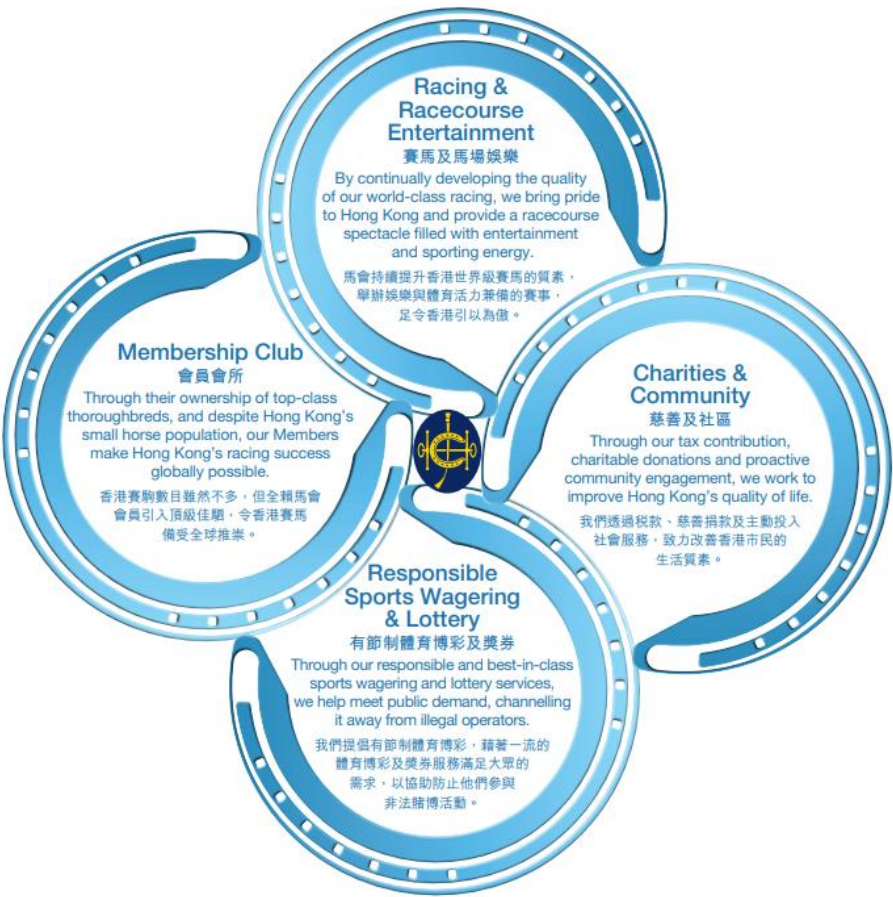 Racing &
Racecourse
Entertainment
賽馬及馬場娛樂
By continually developing the quality
of our world-class racing, we bring pride
to Hong Kong and provide a racecourse
spectacle filled with entertainment
and sporting energy.
馬會持續提升香港世界級賽馬的質素，
舉辦娛樂與體育活力兼備的賽事，
足令香港引以為傲。
Membership Club
會員會所
Through their ownership of top-class
thoroughbreds, and despite Hong Kong's
small horse population, our Members
make Hong Kong's racing success
globally possible.
香港賽駒數目雖然不多，但全賴馬會
會員引入頂級佳駟，令香港賽馬
備受全球推崇。
Charities &
Community
慈善及社區
Through our tax contribution,
charitable donations and proactive
community engagement, we work to
improve Hong Kong's quality of life.
我們透過稅款、慈善捐款及主動投入
社會服務，致力改善香港市民的
生活質素。
Responsible
Sports Wagering
& Lottery
有節制體育博彩及獎券
Through our responsible and best-in-class
sports wagering and lottery services,
we help meet public demand, channelling
it away from illegal operators.
我們提倡有節制體育博彩，藉著一流的
體育博彩及獎券服務滿足大眾的
需求，以協助防止他們參與
非法賭博活動。